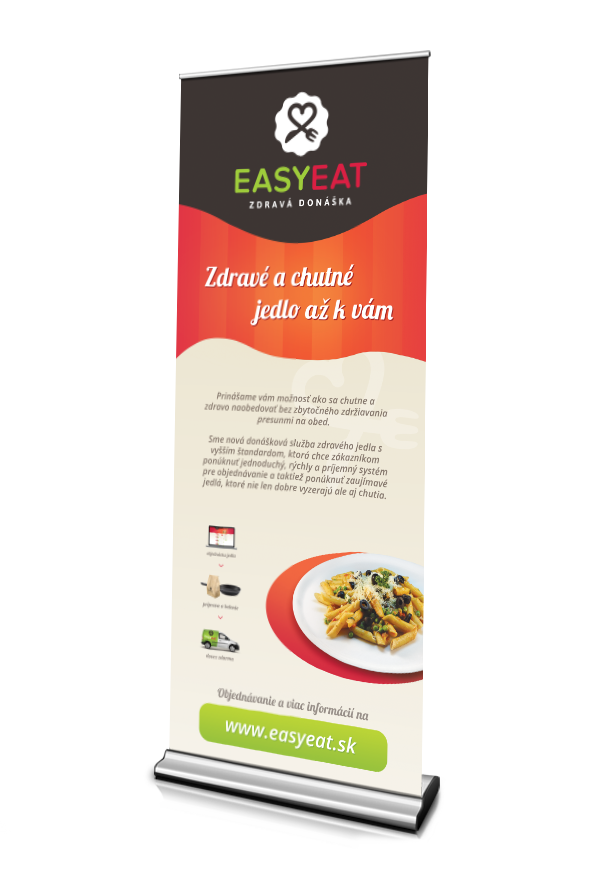 EASYEAT
ZDRAVÁ DONÁŠKA
Zdravé a chutné
jedlo až k vám
Prinášame vám možnosť ako sa chutne a
zdravo naobedovať bez zbytočného zdržiavania
presunmi na obed.
Sme nová donášková služba zdravého jedla s
vyšším štandardom, ktorá chce zákazníkom
ponúknuť jednoduchý, rýchly a príjemný systém
pre objednávanie a taktiež ponúknuť zaujímavé
jedlá, ktoré nie len dobre vyzerajú ale aj chutia.
Objednávanie a viac informácií na
www.easyeat.sk